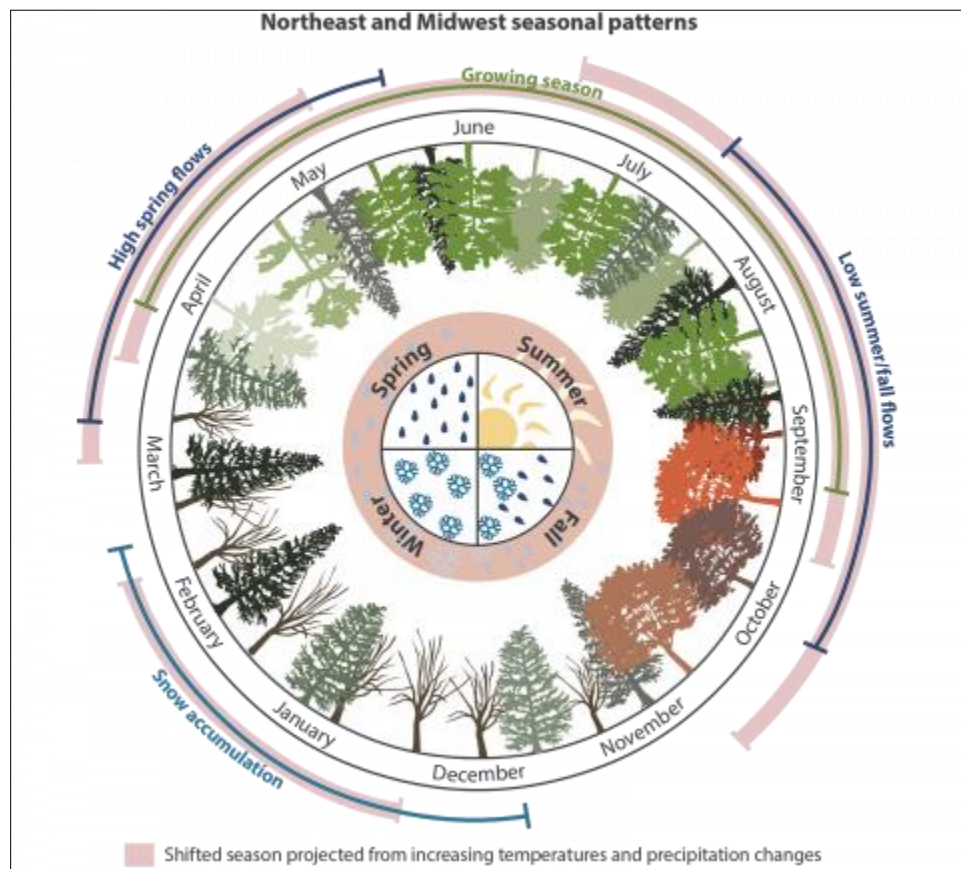 Northeast and Midwest seasonal patterns
Growing season
High spring flows
Low summer/fall flows
Snow accumulation
June
July
August
September
October
November
December
January
February
March
April
May
Spring
Summer
Fall
Winter
Shifted season projected from increasing temperatures and precipitation changes